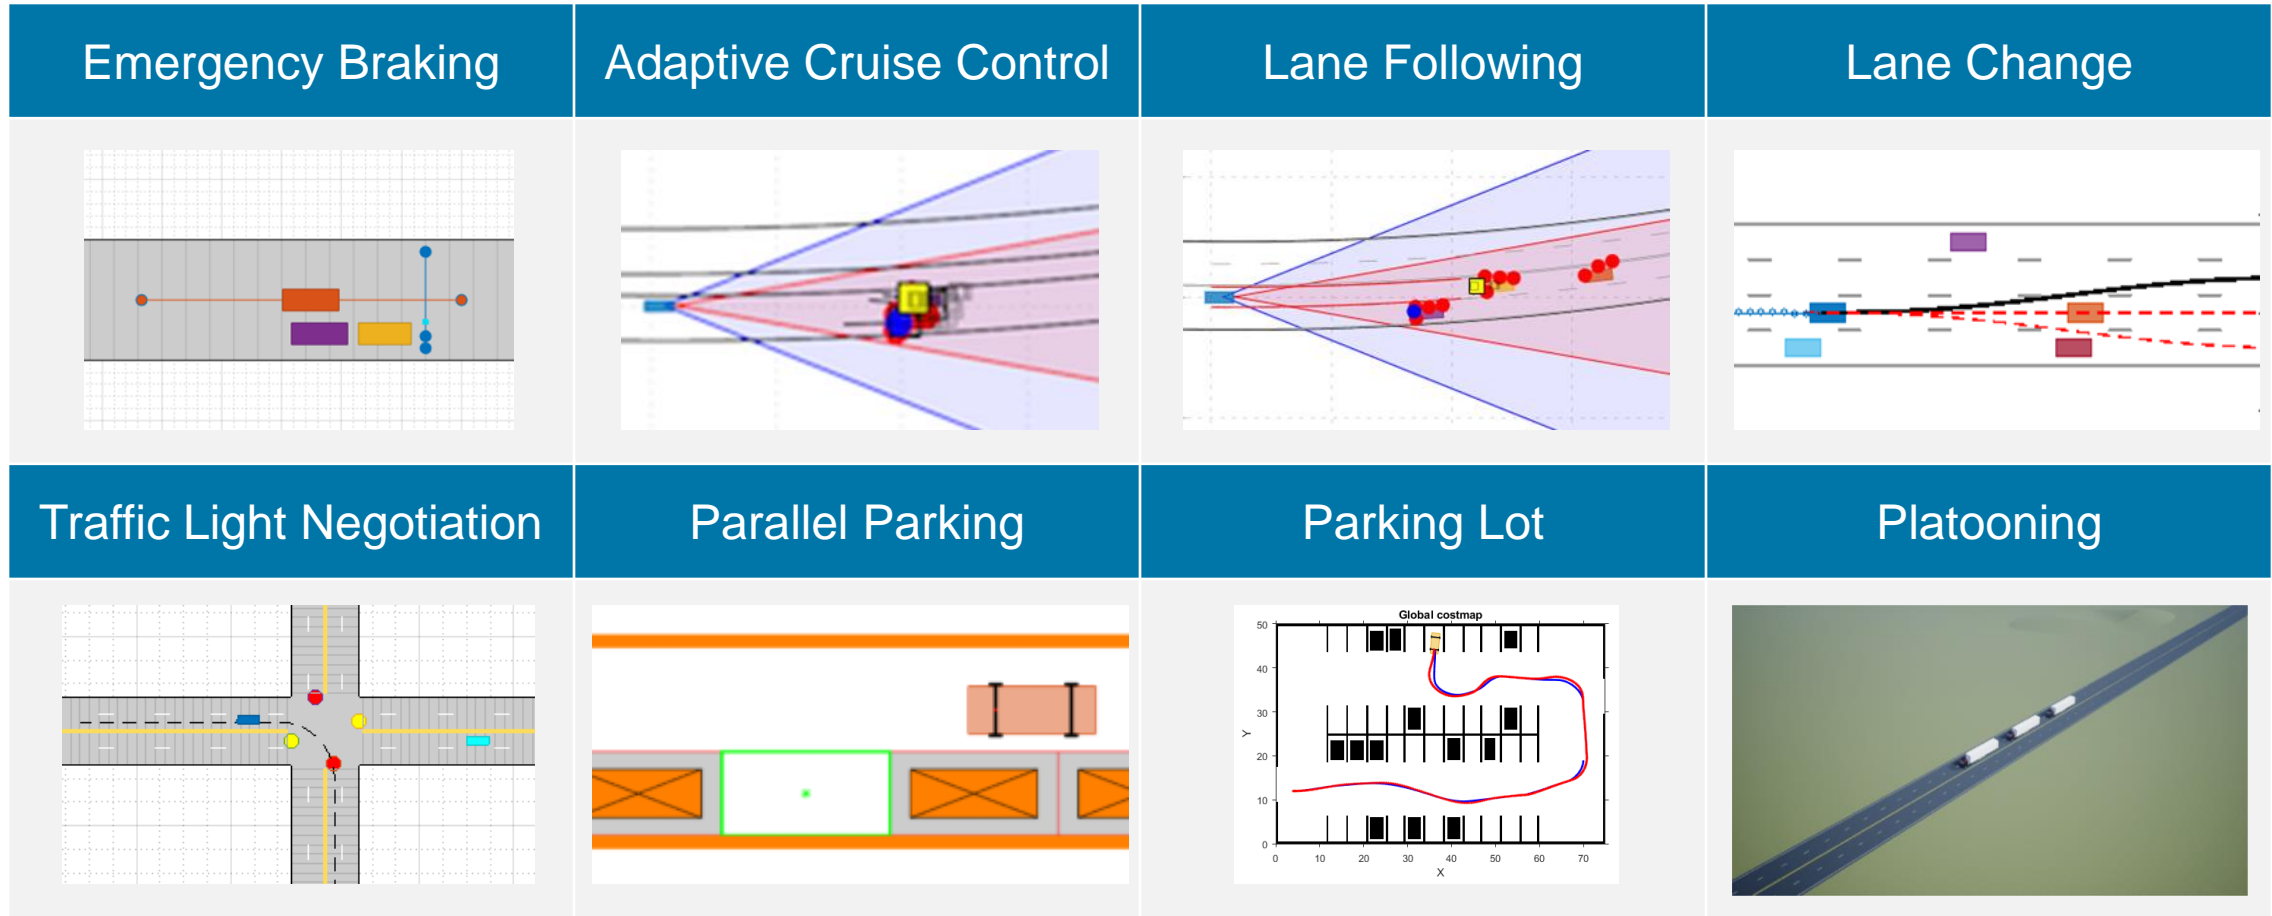 Emergency Braking
Adaptive Cruise Control
Lane Following
Lane Change
Traffic Light Negotiation
Parallel Parking
Parking Lot
Platooning
Global costmap
50
40
30
20
10
0
Y
0 10 20 30 40 50 60 70
X